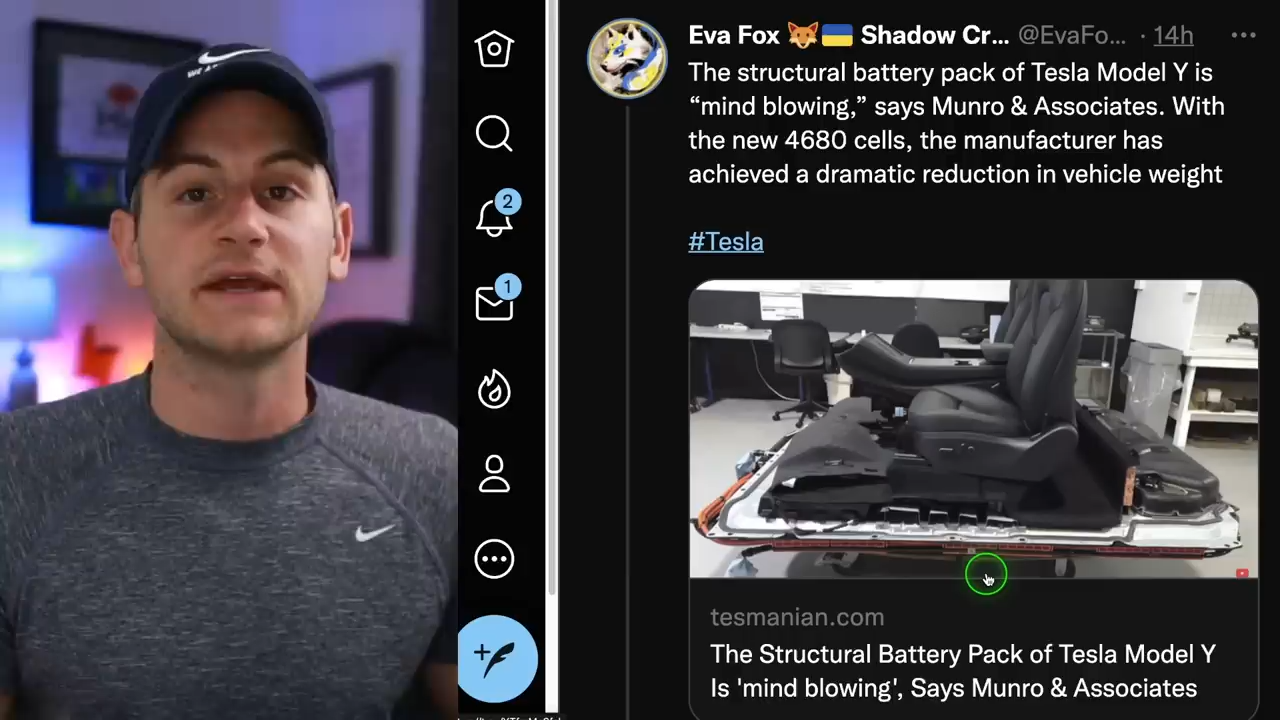 Eva Fox 🦊🇺🇦 Shadow Cr... @EvaFo... · 14h
The structural battery pack of Tesla Model Y is
“mind blowing,” says Munro & Associates. With
the new 4680 cells, the manufacturer has
achieved a dramatic reduction in vehicle weight
#Tesla
2
1
tesmanian.com
The Structural Battery Pack of Tesla Model Y
Is 'mind blowing', Says Munro & Associates